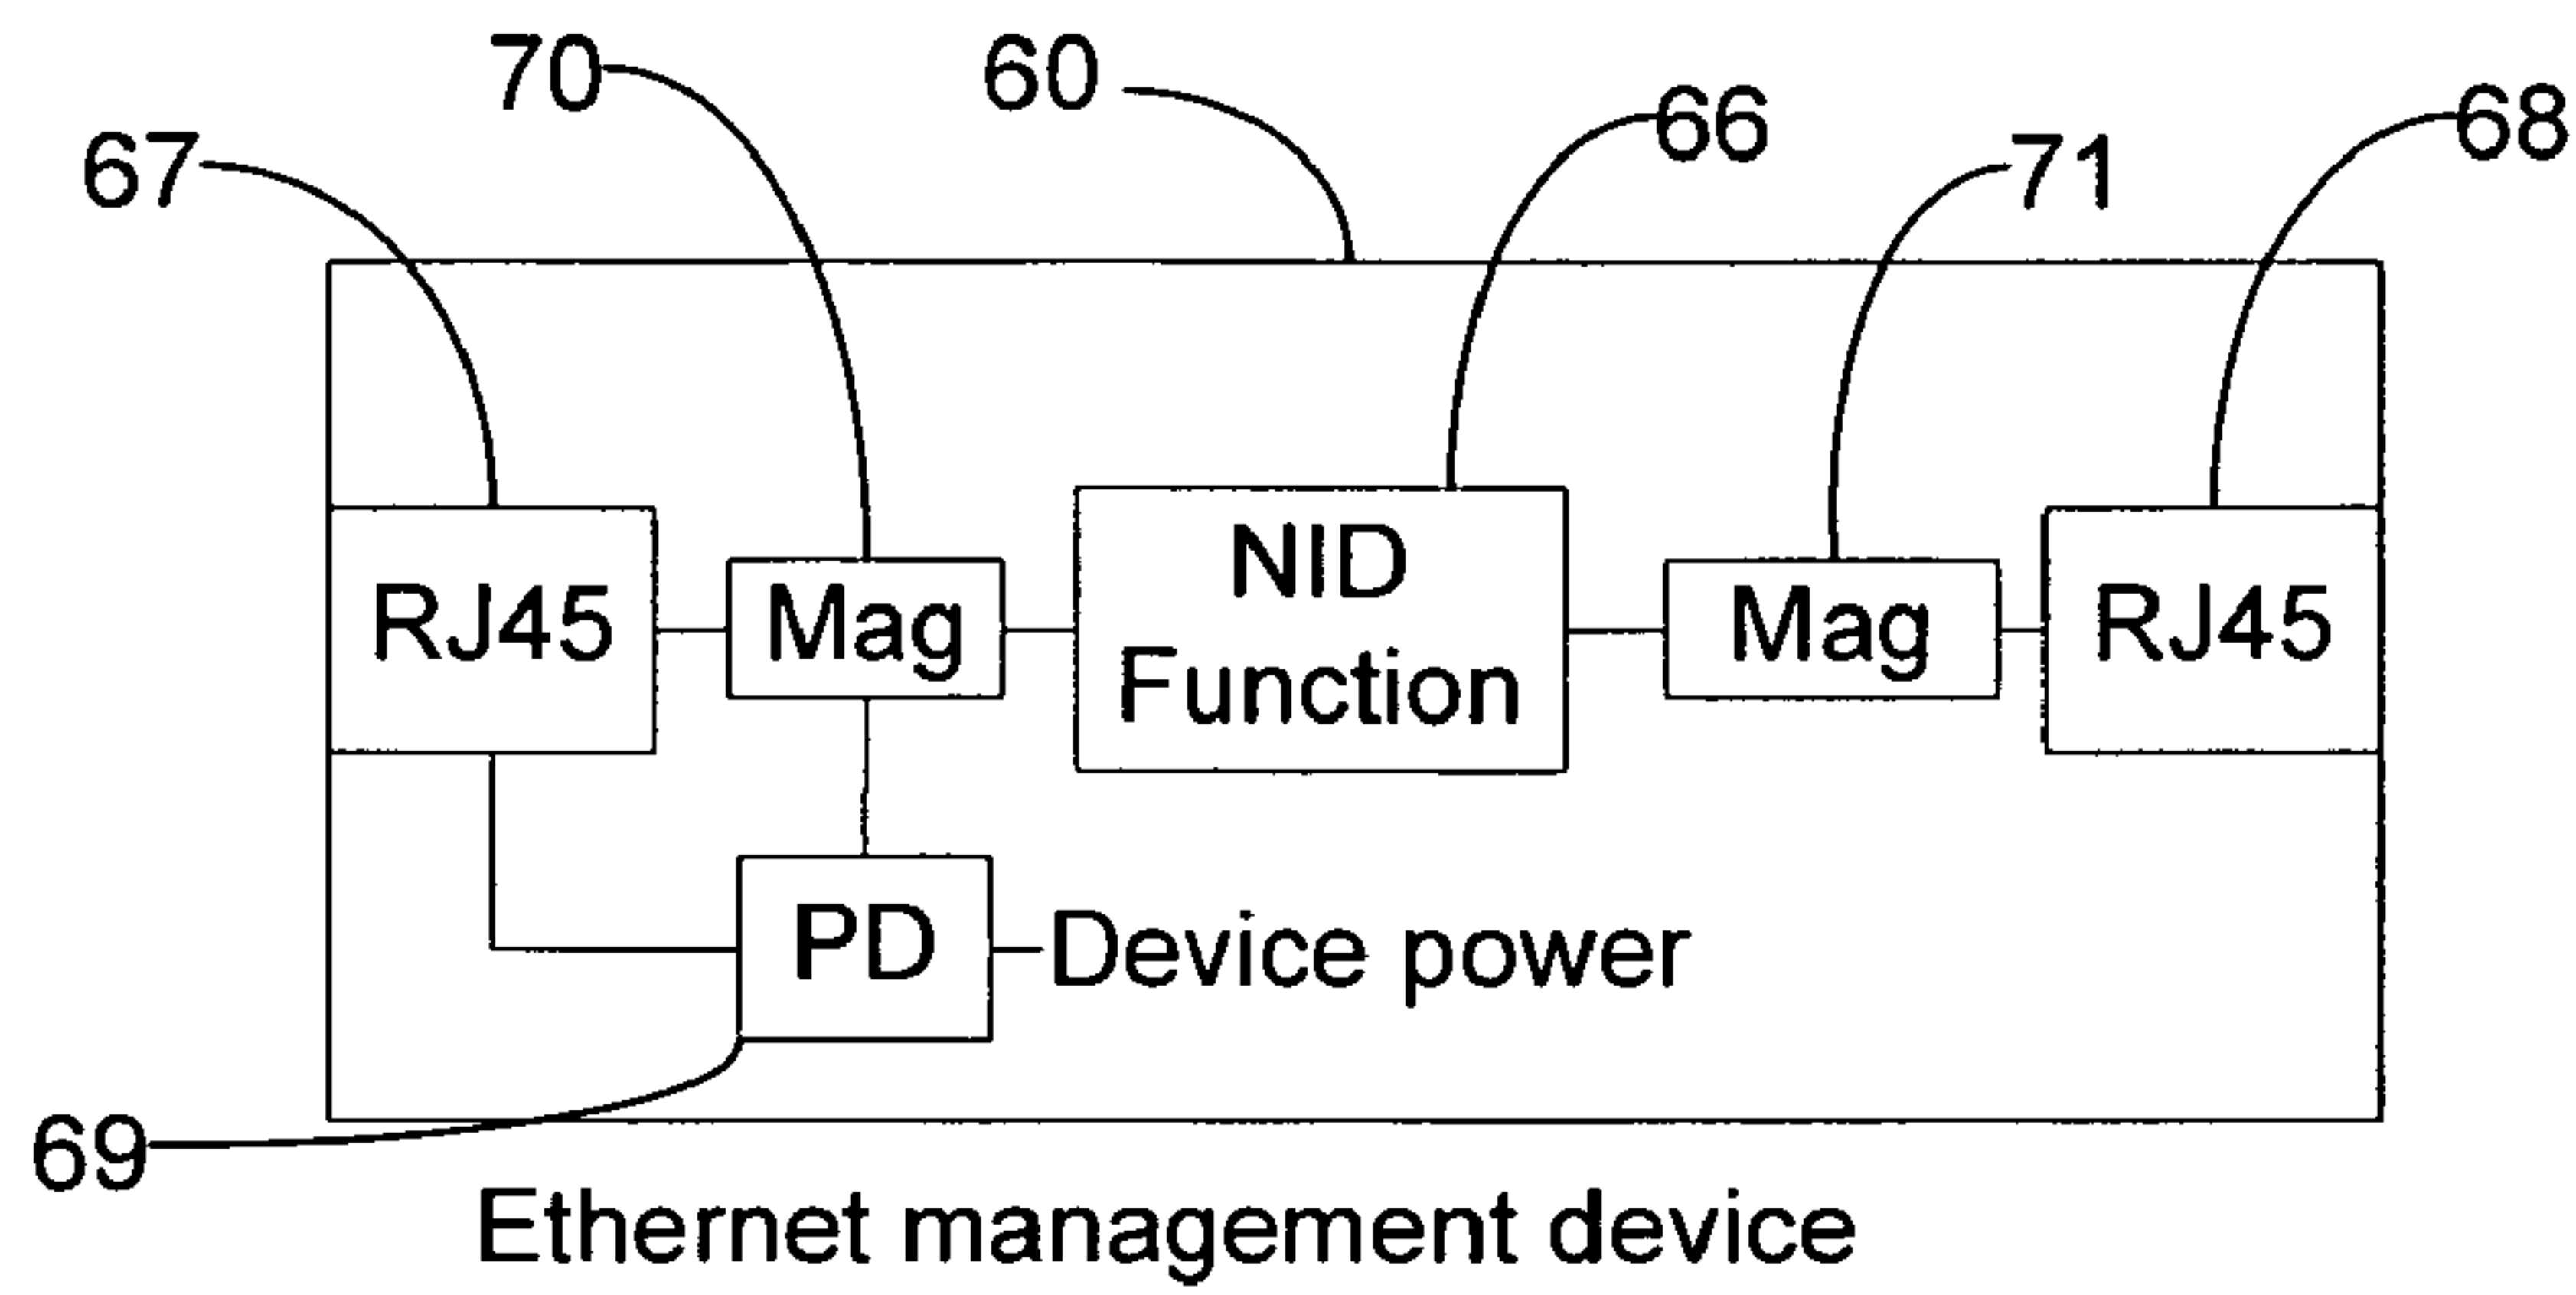 70
60
66
68
67
71
RJ45
Mag
NID
Function
Mag
RJ45
PD
Device power
69
Ethernet management device